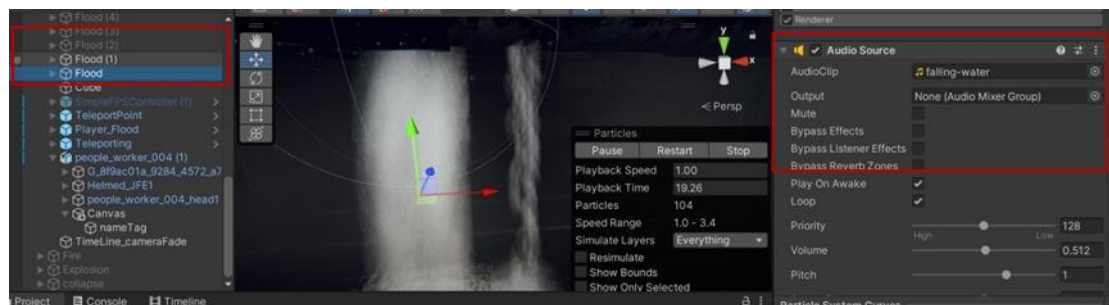 Flood (4)
Flood (3)
Flood (2)
Flood (1)
Flood
Cube
SimpleFPSController (1)
TeleportPoint
Player_Flood
Teleporting
people_worker_004 (1)
G_8f9ac01a_9284_4572_a7
Helmed_JFE1
people_worker_004_head1
Canvas
nameTag
TimeLine_cameraFade
Fire
Explosion
collapse
Project Console Timeline
y
x
< Persp
Particles
Pause Restart Stop
Playback Speed 1.00
Playback Time 19.26
Particles 104
Speed Range 1.0 - 3.4
Simulate Layers Everything
Resimulate
Show Bounds
Show Only Selected
Renderer
Audio Source
AudioClip falling-water
Output None (Audio Mixer Group)
Mute
Bypass Effects
Bypass Listener Effects
Bypass Reverb Zones
Play On Awake
Loop
Priority 128
High Low
Volume 0.512
Pitch 1
Particle System Curves